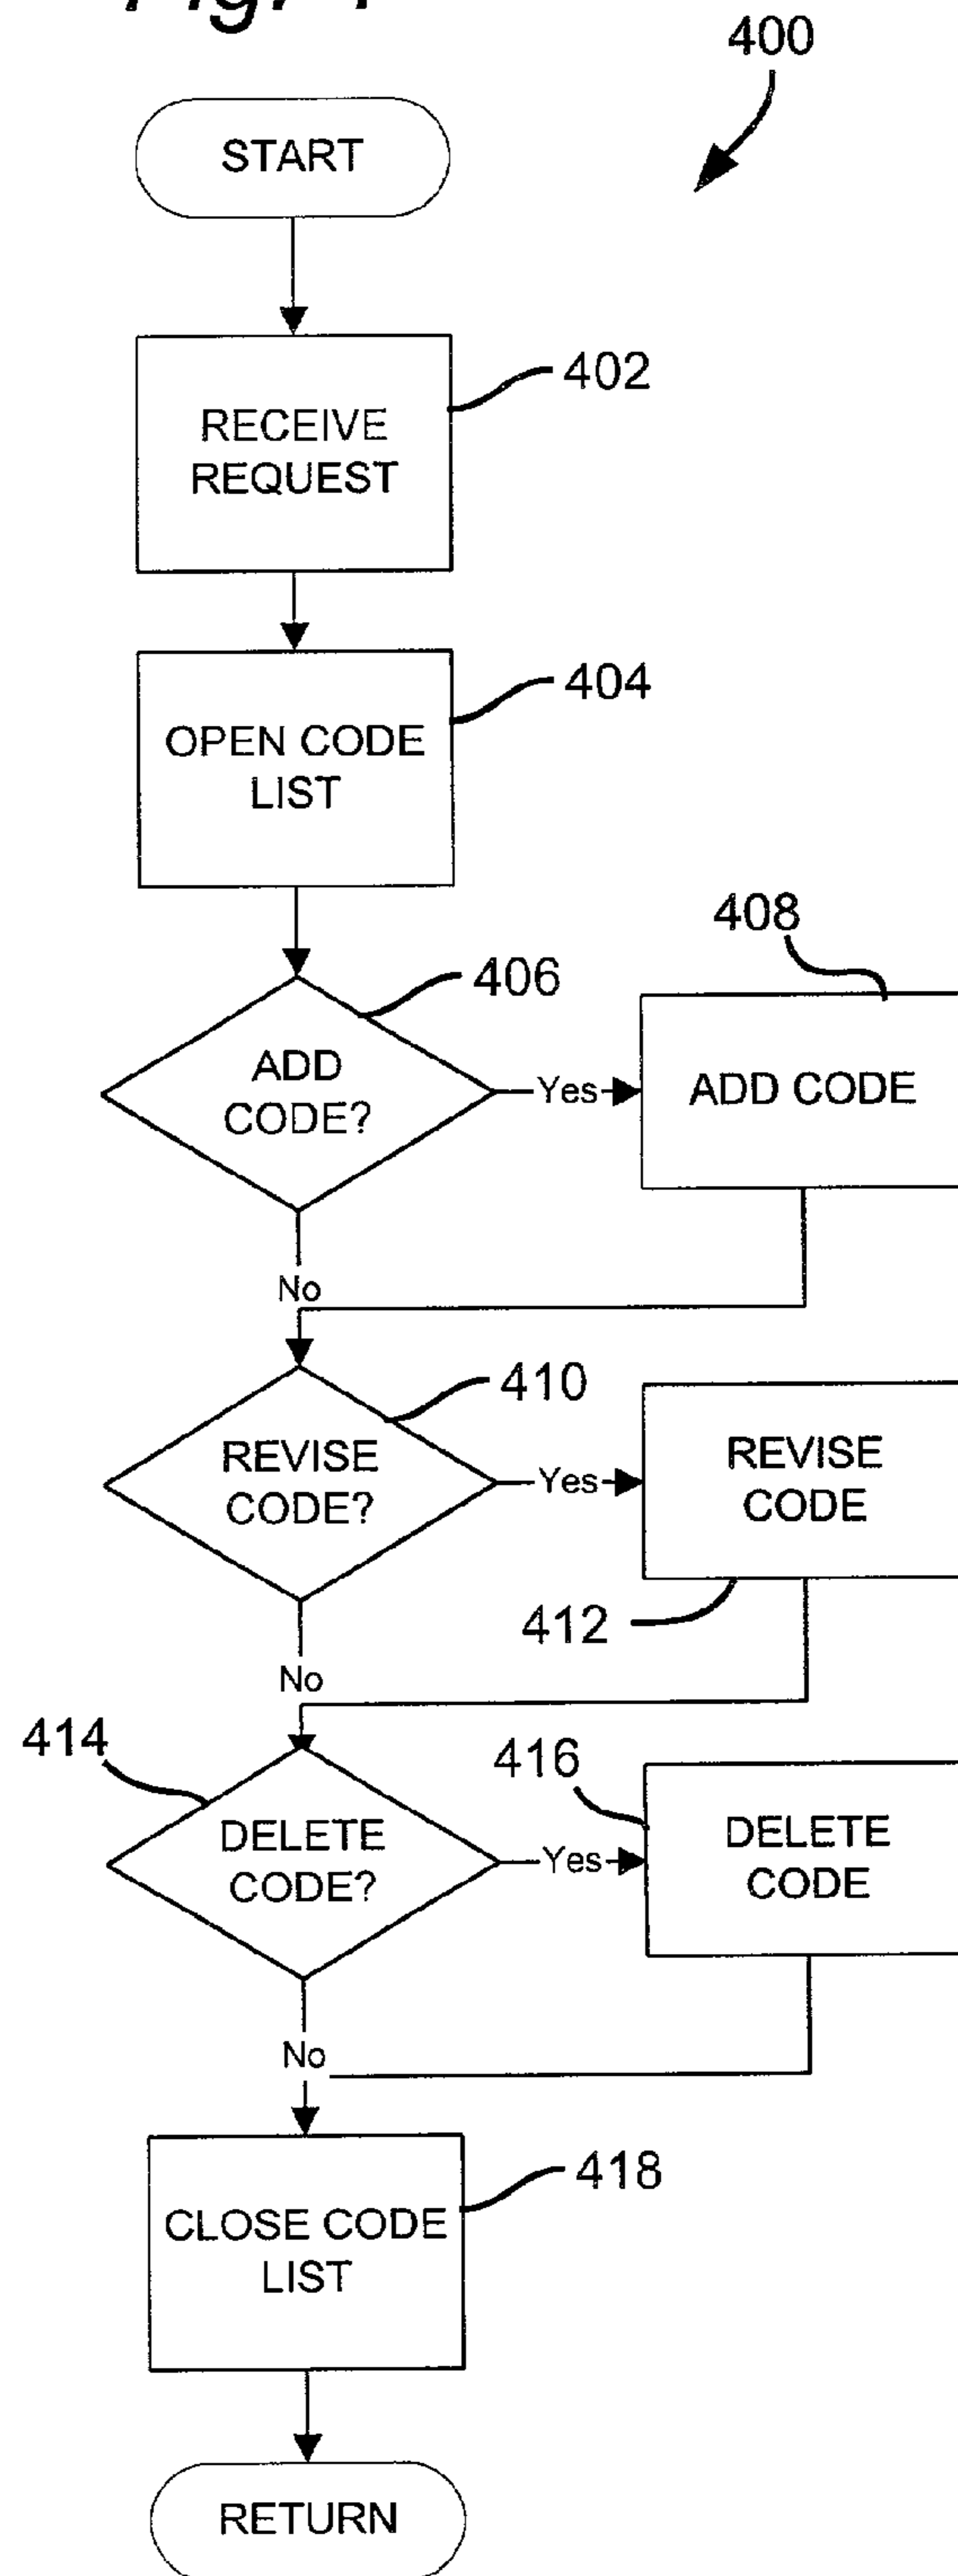 Fig. 4
400
START
402
RECEIVE
REQUEST
404
OPEN CODE
LIST
406
408
ADD
CODE?
Yes
ADD CODE
No
410
REVISE
CODE?
Yes
REVISE
CODE
412
No
414
416
DELETE
CODE?
Yes
DELETE
CODE
No
418
CLOSE CODE
LIST
RETURN